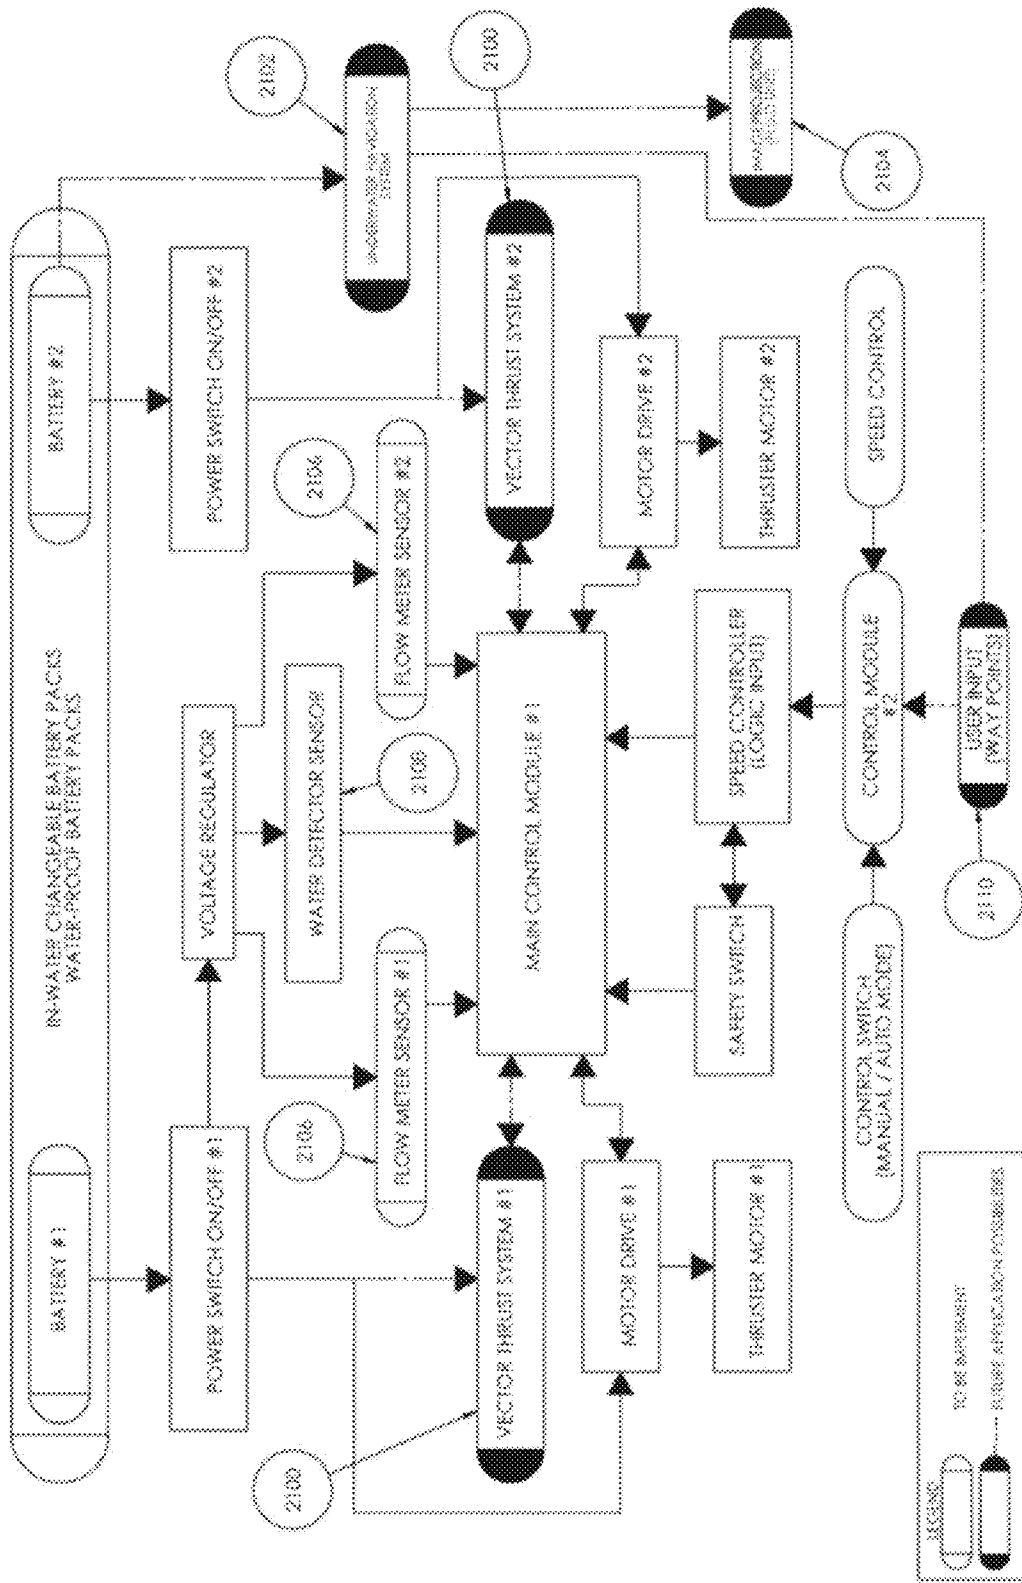 IN-WATER CHANGEABLE BATTERY PACKS
WATER-PROOF BATTERY PACKS
BATTERY #1
BATTERY #2
POWER SWITCH ON/OFF #1
VOLTAGE REGULATOR
POWER SWITCH ON/OFF #2
2102
WATER DETECTOR SENSOR
2108
2106
2106
UNDERWATER NAVIGATION
SYSTEM
FLOW METER SENSOR #1
FLOW METER SENSOR #2
2100
2100
VECTOR THRUST SYSTEM #1
MAIN CONTROL MODULE #1
VECTOR THRUST SYSTEM #2
MOTOR DRIVE #1
MOTOR DRIVE #2
THRUSTER MOTOR #1
SAFETY SWITCH
SPEED CONTROLLER
(LOGIC INPUT)
THRUSTER MOTOR #2
2104
CONTROL SWITCH
(MANUAL / AUTO MODE)
CONTROL MODULE
#2
SPEED CONTROL
2110
USER INPUT
(WAY POINTS)
LEGEND
TO BE IMPLEMENT
FUTURE APPLICATION POSSIBILITIES